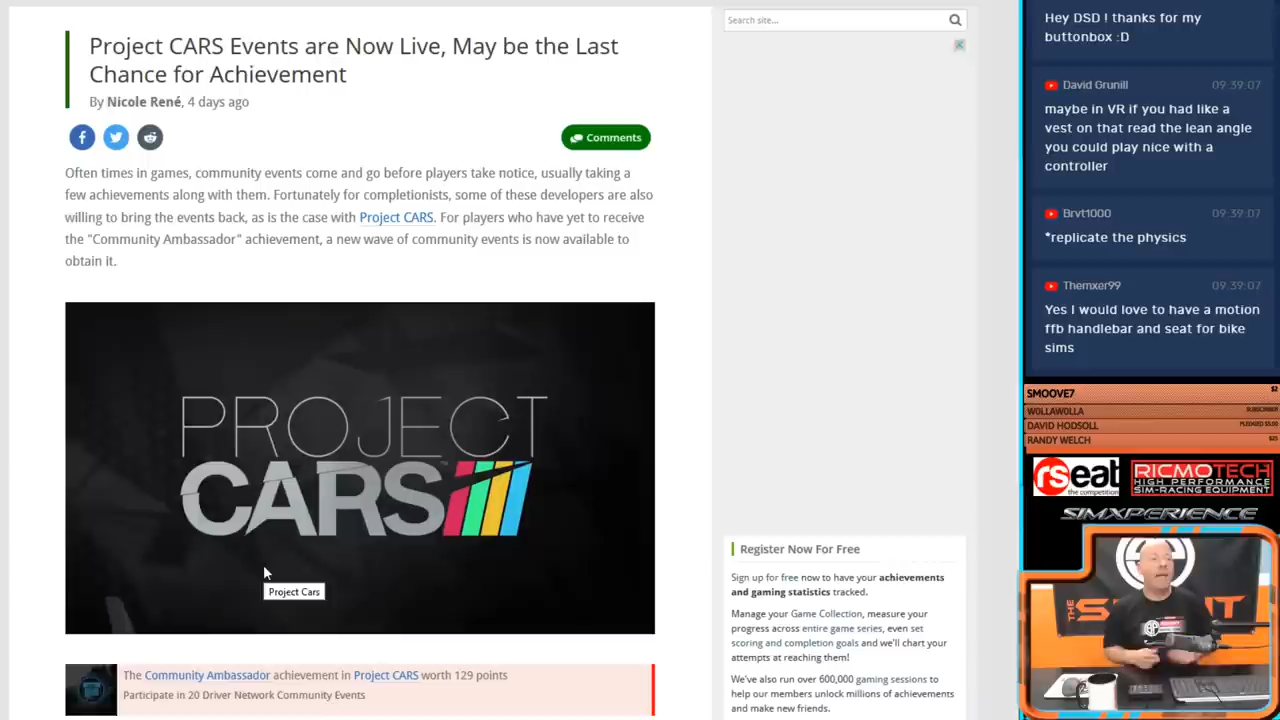 Project CARS Events are Now Live, May be the Last
Chance for Achievement
By Nicole René, 4 days ago
Comments
Often times in games, community events come and go before players take notice, usually taking a
few achievements along with them. Fortunately for completionists, some of these developers are also
willing to bring the events back, as is the case with Project CARS. For players who have yet to receive
the "Community Ambassador" achievement, a new wave of community events is now available to
obtain it.
PROJECT
CARS
Project Cars
The Community Ambassador achievement in Project CARS worth 129 points
Participate in 20 Driver Network Community Events
Search site...
Register Now For Free
Sign up for free now to have your achievements
and gaming statistics tracked.
Manage your Game Collection, measure your
progress across entire game series, even set
scoring and completion goals and we'll chart your
attempts at reaching them!
We've also run over 600,000 gaming sessions to
help our members unlock millions of achievements
and make new friends.
Hey DSD ! thanks for my
buttonbox :D
David Grunill 09:39:07
maybe in VR if you had like a
vest on that read the lean angle
you could play nice with a
controller
Brvt1000 09:39:07
*replicate the physics
Themxer99 09:39:07
Yes I would love to have a motion
ffb handlebar and seat for bike
sims
SMOOVE7 $2
WOLLAWOLLA SUBSCRIBER
DAVID HODSOLL PLEDGED $5.00
RANDY WELCH $25
rseat
the competition
RICMOTECH
HIGH PERFORMANCE
SIM-RACING EQUIPMENT
SIMXPERIENCE
THE